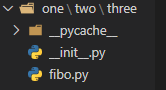 one \ two \ three
__pycache__
__init__.py
fibo.py